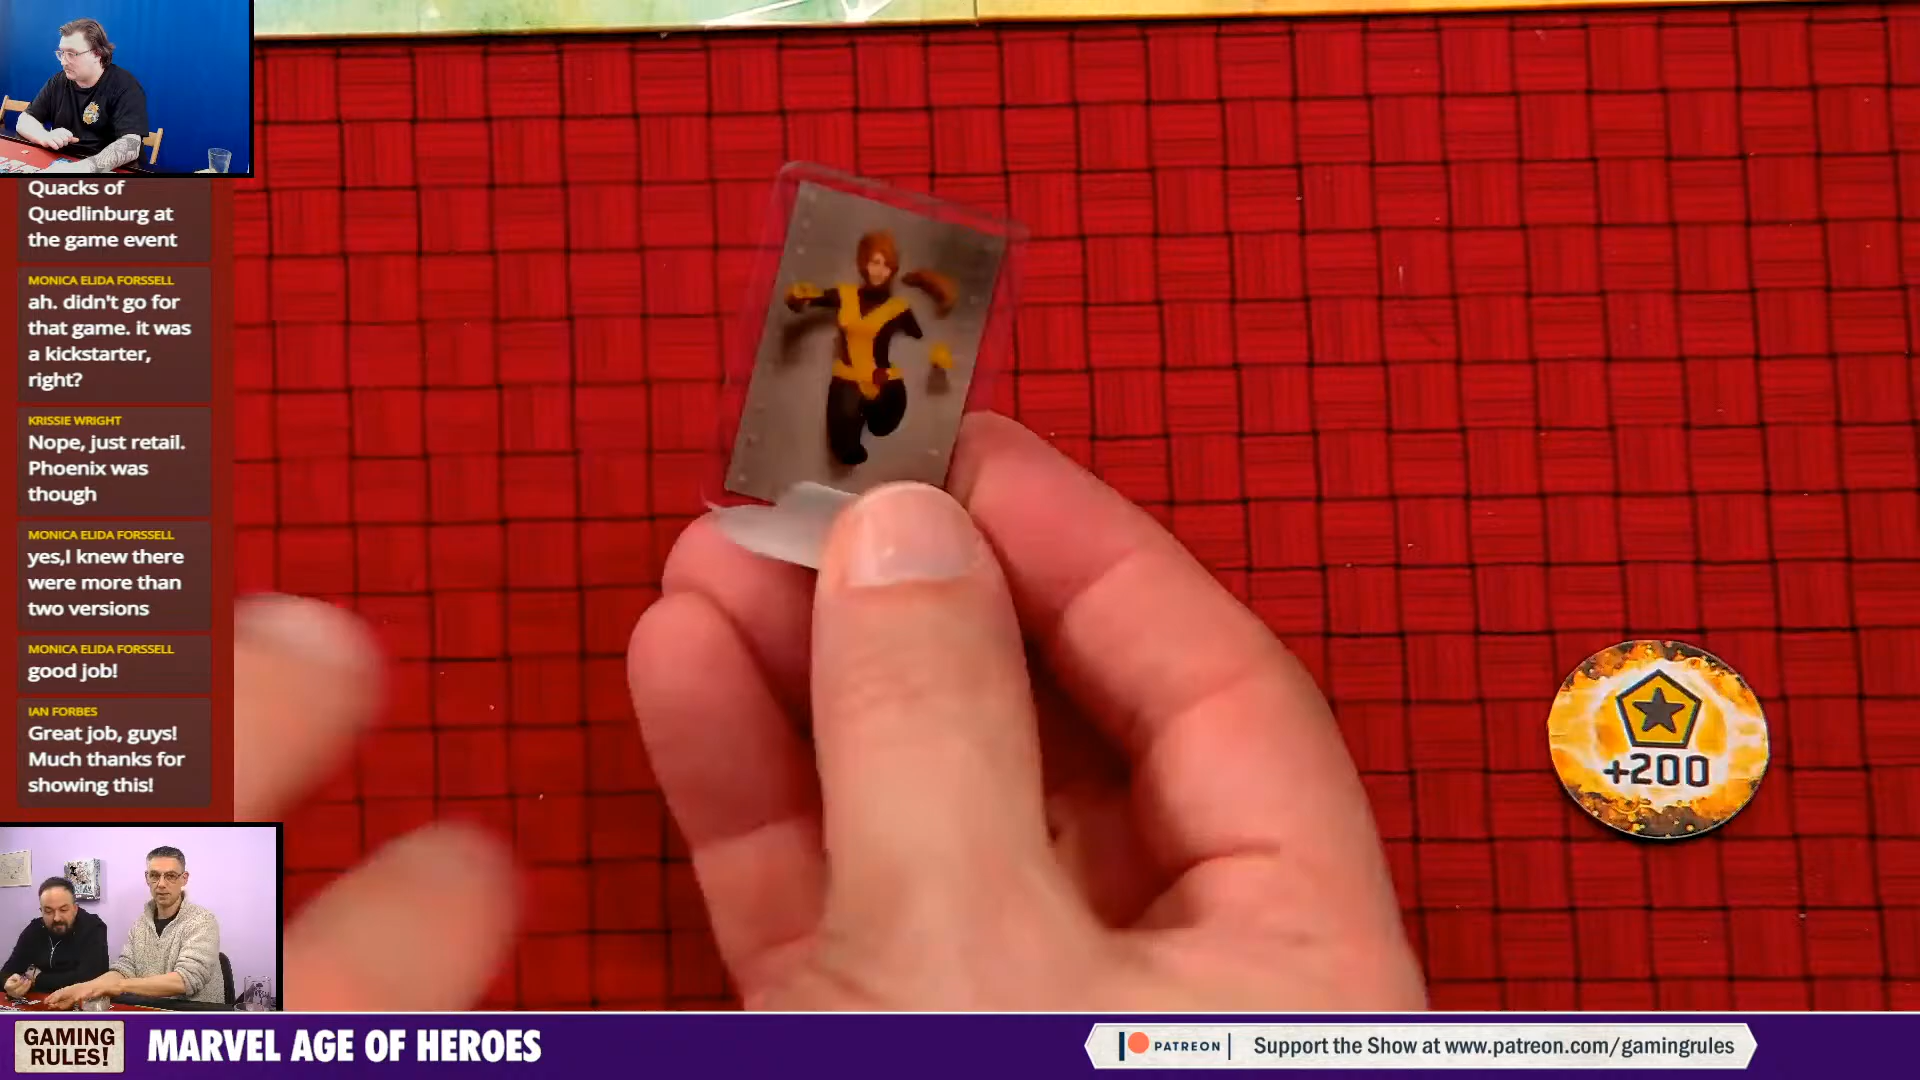 Quacks of
Quedlinburg at
the game event
MONICA ELIDA FORSSELL
ah. didn't go for
that game. it was
a kickstarter,
right?
KRISSIE WRIGHT
Nope, just retail.
Phoenix was
though
MONICA ELIDA FORSSELL
yes,I knew there
were more than
two versions
MONICA ELIDA FORSSELL
good job!
IAN FORBES
Great job, guys!
Much thanks for
showing this!
+200
GAMING
RULES!
MARVEL AGE OF HEROES
PATREON
Support the Show at www.patreon.com/gamingrules